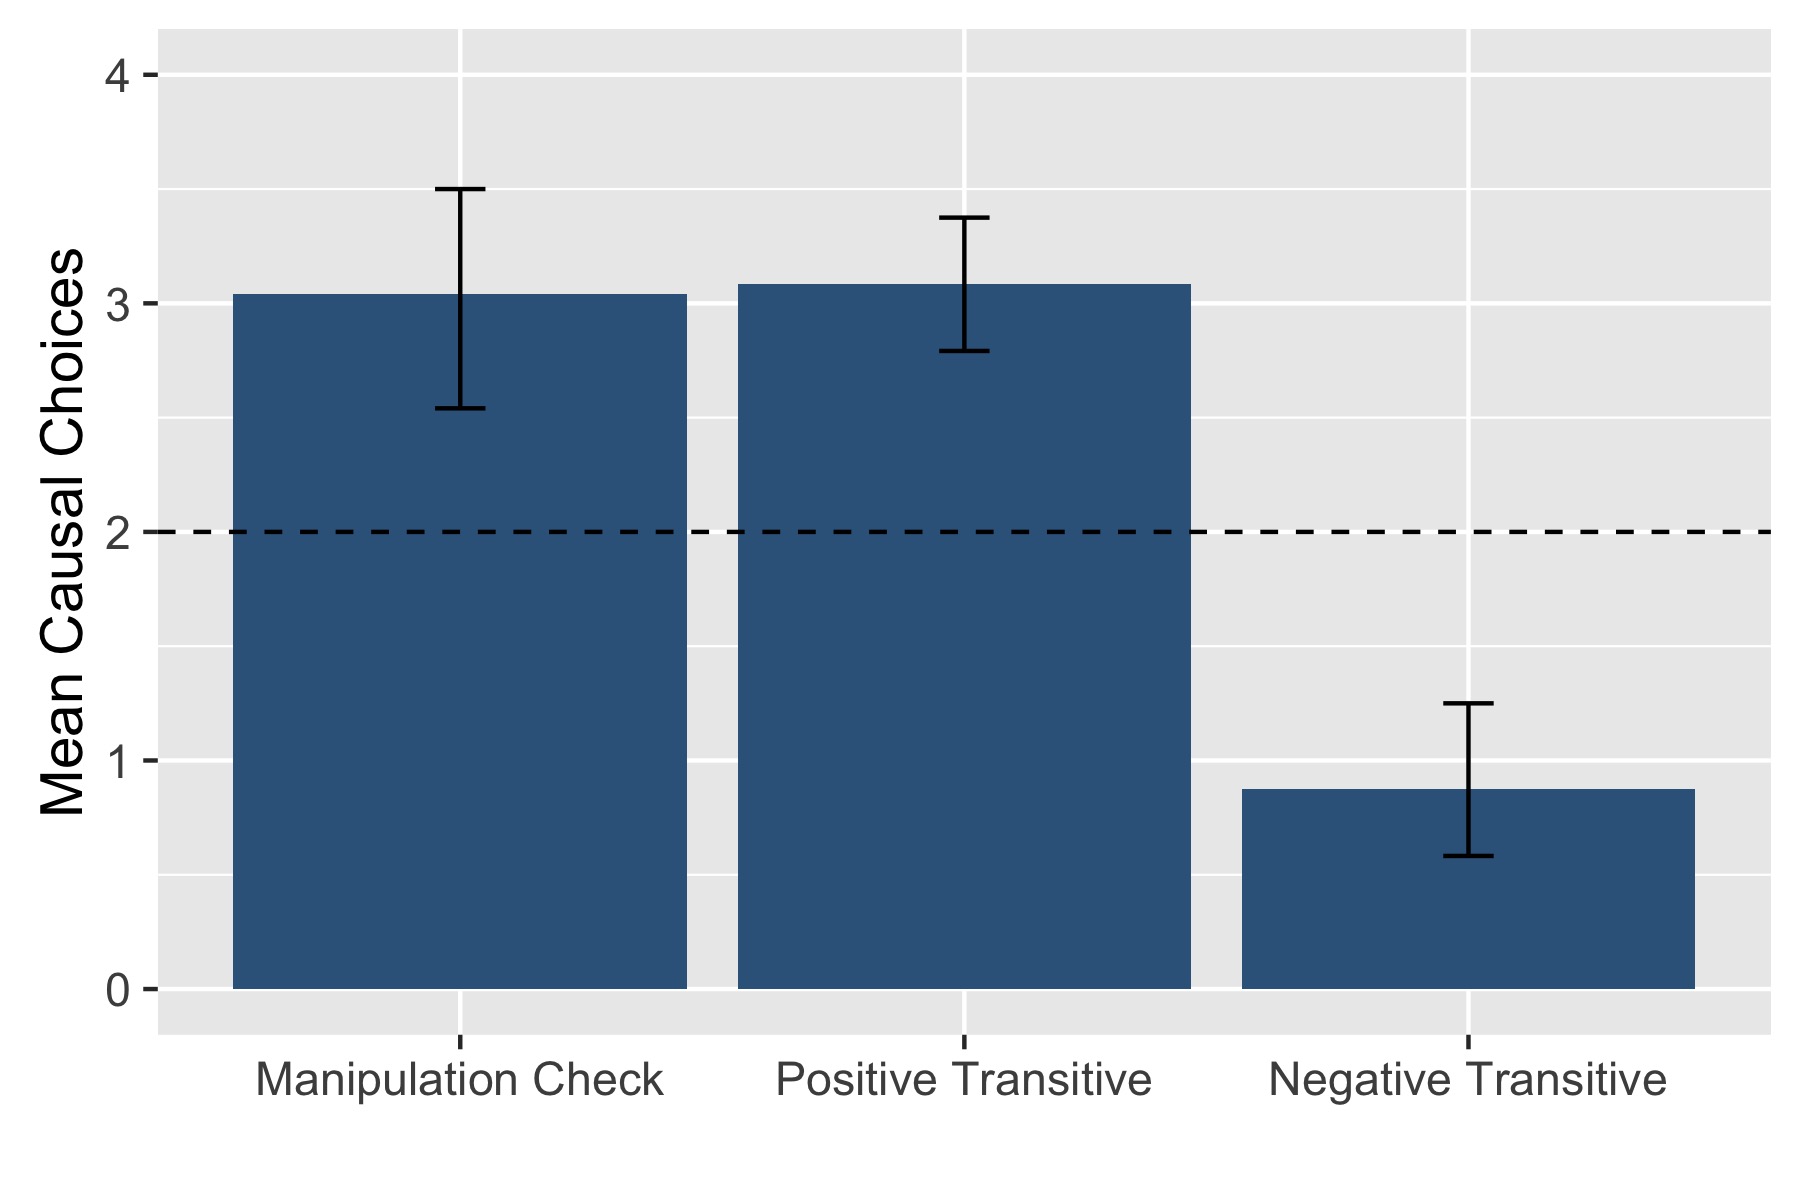 Mean Causal Choices
4
3
2
1
0
Manipulation Check
Positive Transitive
Negative Transitive